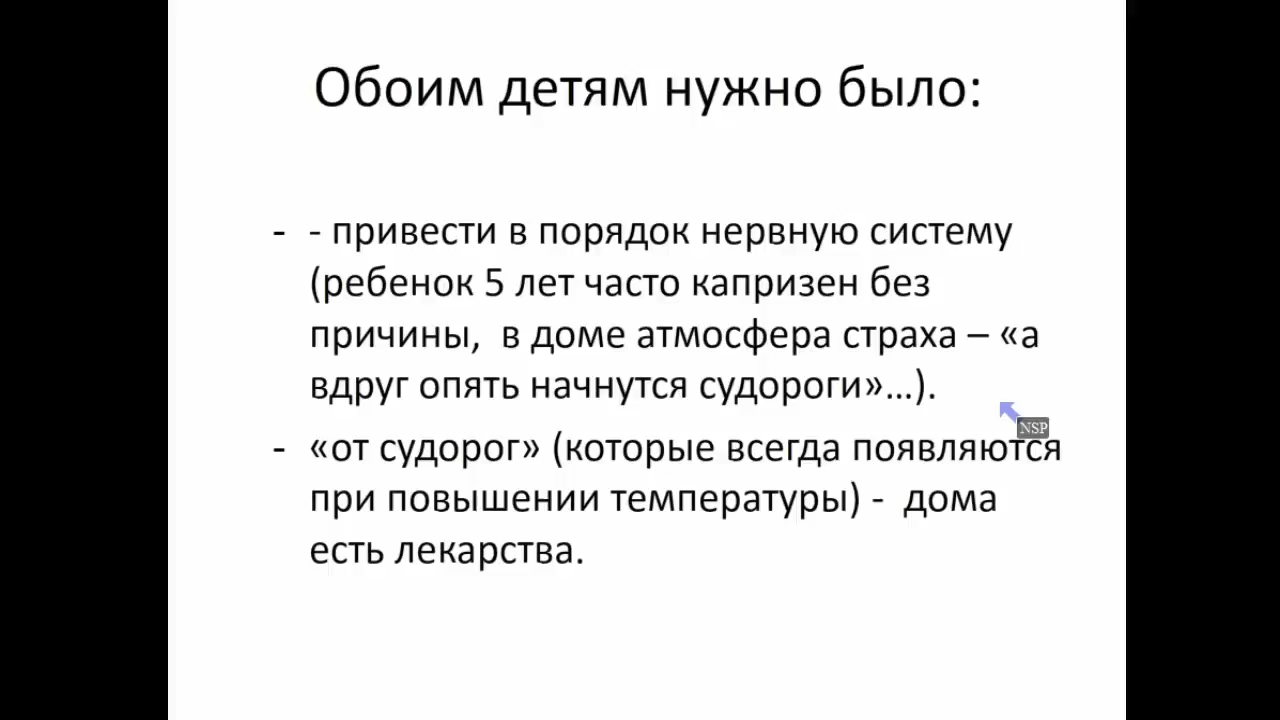 Обоим детям нужно было:
- - привести в порядок нервную систему
(ребенок 5 лет часто капризен без
причины,  в доме атмосфера страха – «а
вдруг опять начнутся судороги»...).
NSP
- «от судорог» (которые всегда появляются
при повышении температуры) -  дома
есть лекарства.